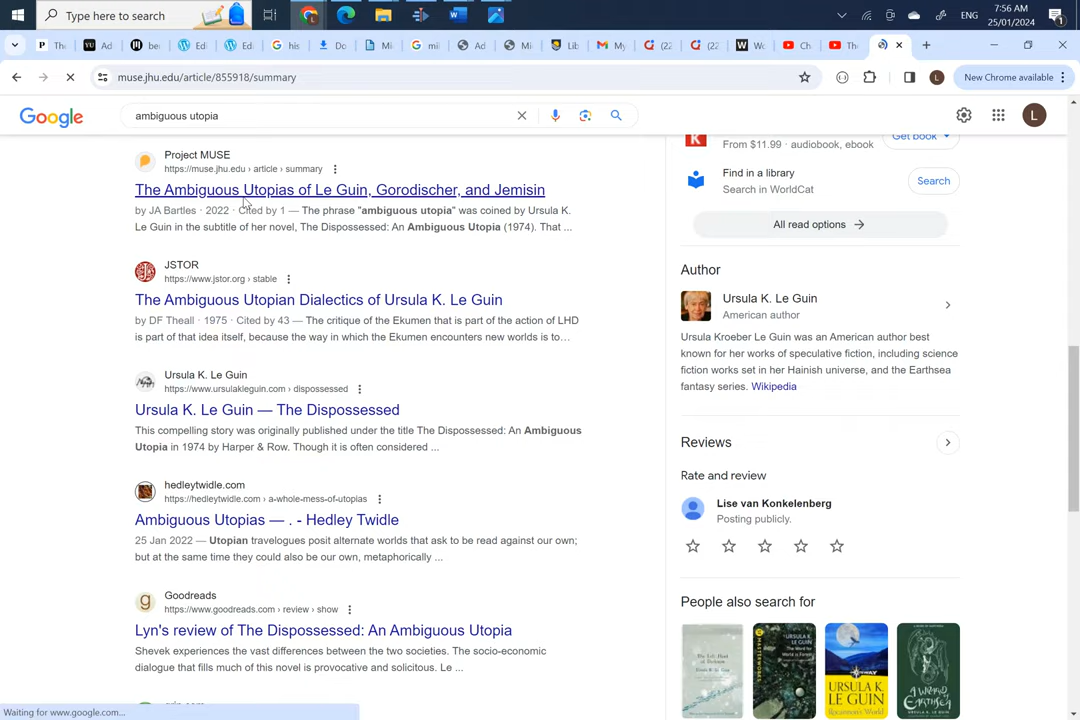 Type here to search
ENG
7:56 AM
25/01/2024
muse.jhu.edu/article/855918/summary
New Chrome available
Google
ambiguous utopia
L
Project MUSE
https://muse.jhu.edu › article › summary
The Ambiguous Utopias of Le Guin, Gorodischer, and Jemisin
by JA Bartles · 2022 · Cited by 1 — The phrase "ambiguous utopia" was coined by Ursula K.
Le Guin in the subtitle of her novel, The Dispossessed: An Ambiguous Utopia (1974). That ...
JSTOR
https://www.jstor.org › stable
The Ambiguous Utopian Dialectics of Ursula K. Le Guin
by DF Theall · 1975 · Cited by 43 — The critique of the Ekumen that is part of the action of LHD
is part of that idea itself, because the way in which the Ekumen encounters new worlds is to...
Ursula K. Le Guin
https://www.ursulakleguin.com › dispossessed
Ursula K. Le Guin — The Dispossessed
This compelling story was originally published under the title The Dispossessed: An Ambiguous
Utopia in 1974 by Harper & Row. Though it is often considered ...
hedleytwidle.com
https://hedleytwidle.com › a-whole-mess-of-utopias
Ambiguous Utopias — . - Hedley Twidle
25 Jan 2022 — Utopian travelogues posit alternate worlds that ask to be read against our own;
but at the same time they could also be our own, metaphorically ...
Goodreads
https://www.goodreads.com › review › show
Lyn's review of The Dispossessed: An Ambiguous Utopia
Shevek experiences the vast differences between the two societies. The socio-economic
dialogue that fills much of this novel is provocative and solicitous. Le ...
Waiting for www.google.com...
Get book
From $11.99 · audiobook, ebook
Find in a library
Search in WorldCat
Search
All read options
Author
Ursula K. Le Guin
American author
Ursula Kroeber Le Guin was an American author best
known for her works of speculative fiction, including science
fiction works set in her Hainish universe, and the Earthsea
fantasy series. Wikipedia
Reviews
Rate and review
Lise van Konkelenberg
Posting publicly.
People also search for
URSULA K.
LE GUIN